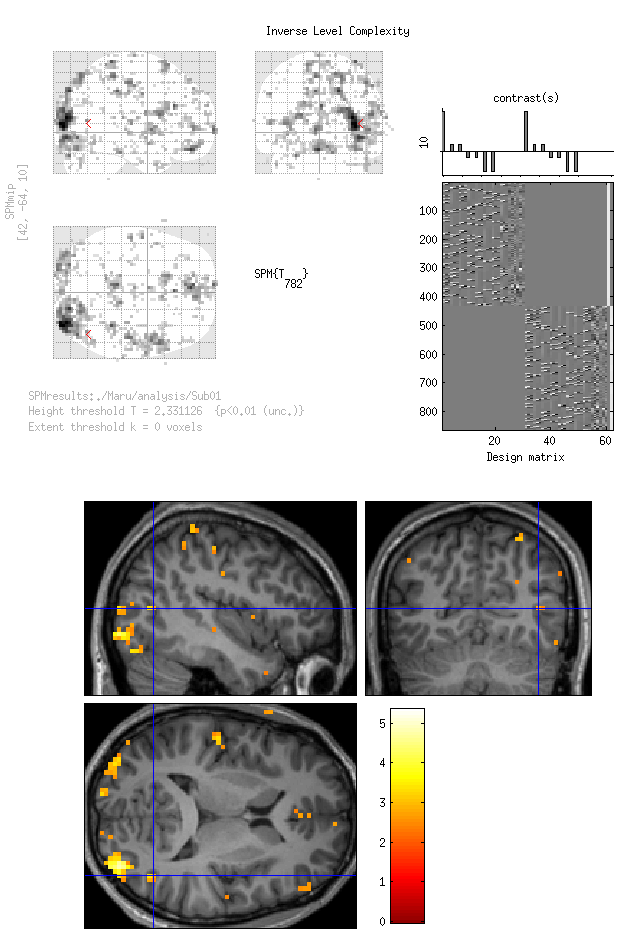 Inverse Level Complexity
contrast(s)
10
SPMmip
[42, -64, 10]
SPM{T
782
}
100
200
300
400
500
600
700
800
20
40
60
Design matrix
SPMresults:./Maru/analysis/Sub01
Height threshold T = 2.331126 {p<0.01 (unc.)}
Extent threshold k = 0 voxels
5
4
3
2
1
0